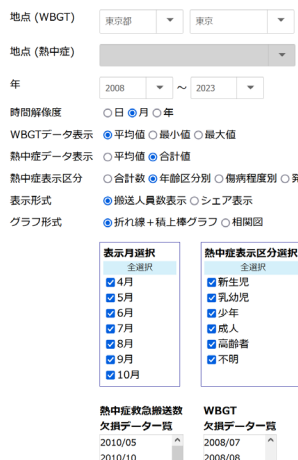 地点 (WBGT) 東京都 東京
地点 (熱中症)
年 2008 ～ 2023
時間解像度 日 月 年
WBGTデータ表示 平均値 最小値 最大値
熱中症データ表示 平均値 合計値
熱中症表示区分 合計数 年齢区分別 傷病程度別
表示形式 搬送人員数表示 シェア表示
グラフ形式 折れ線＋積上棒グラフ 相関図
表示月選択 熱中症表示区分選択
全選択 全選択
4月 新生児
5月 乳幼児
6月 少年
7月 成人
8月 高齢者
9月 不明
10月
熱中症救急搬送数 WBGT
欠損データ一覧 欠損データ一覧
2010/05 2008/07
2010/10 2008/08